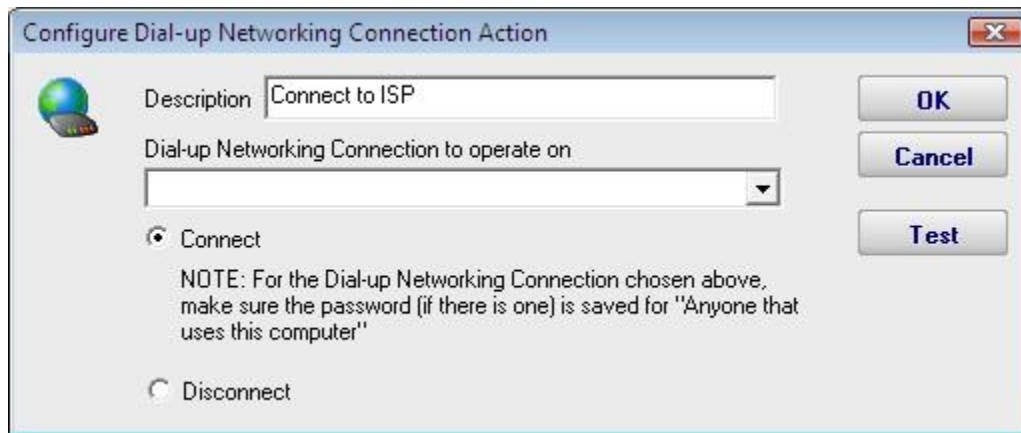 Configure Dial-up Networking Connection Action
Description Connect to ISP
OK
Dial-up Networking Connection to operate on
Cancel
Connect
Test
NOTE: For the Dial-up Networking Connection chosen above,
make sure the password (if there is one) is saved for "Anyone that
uses this computer"
Disconnect